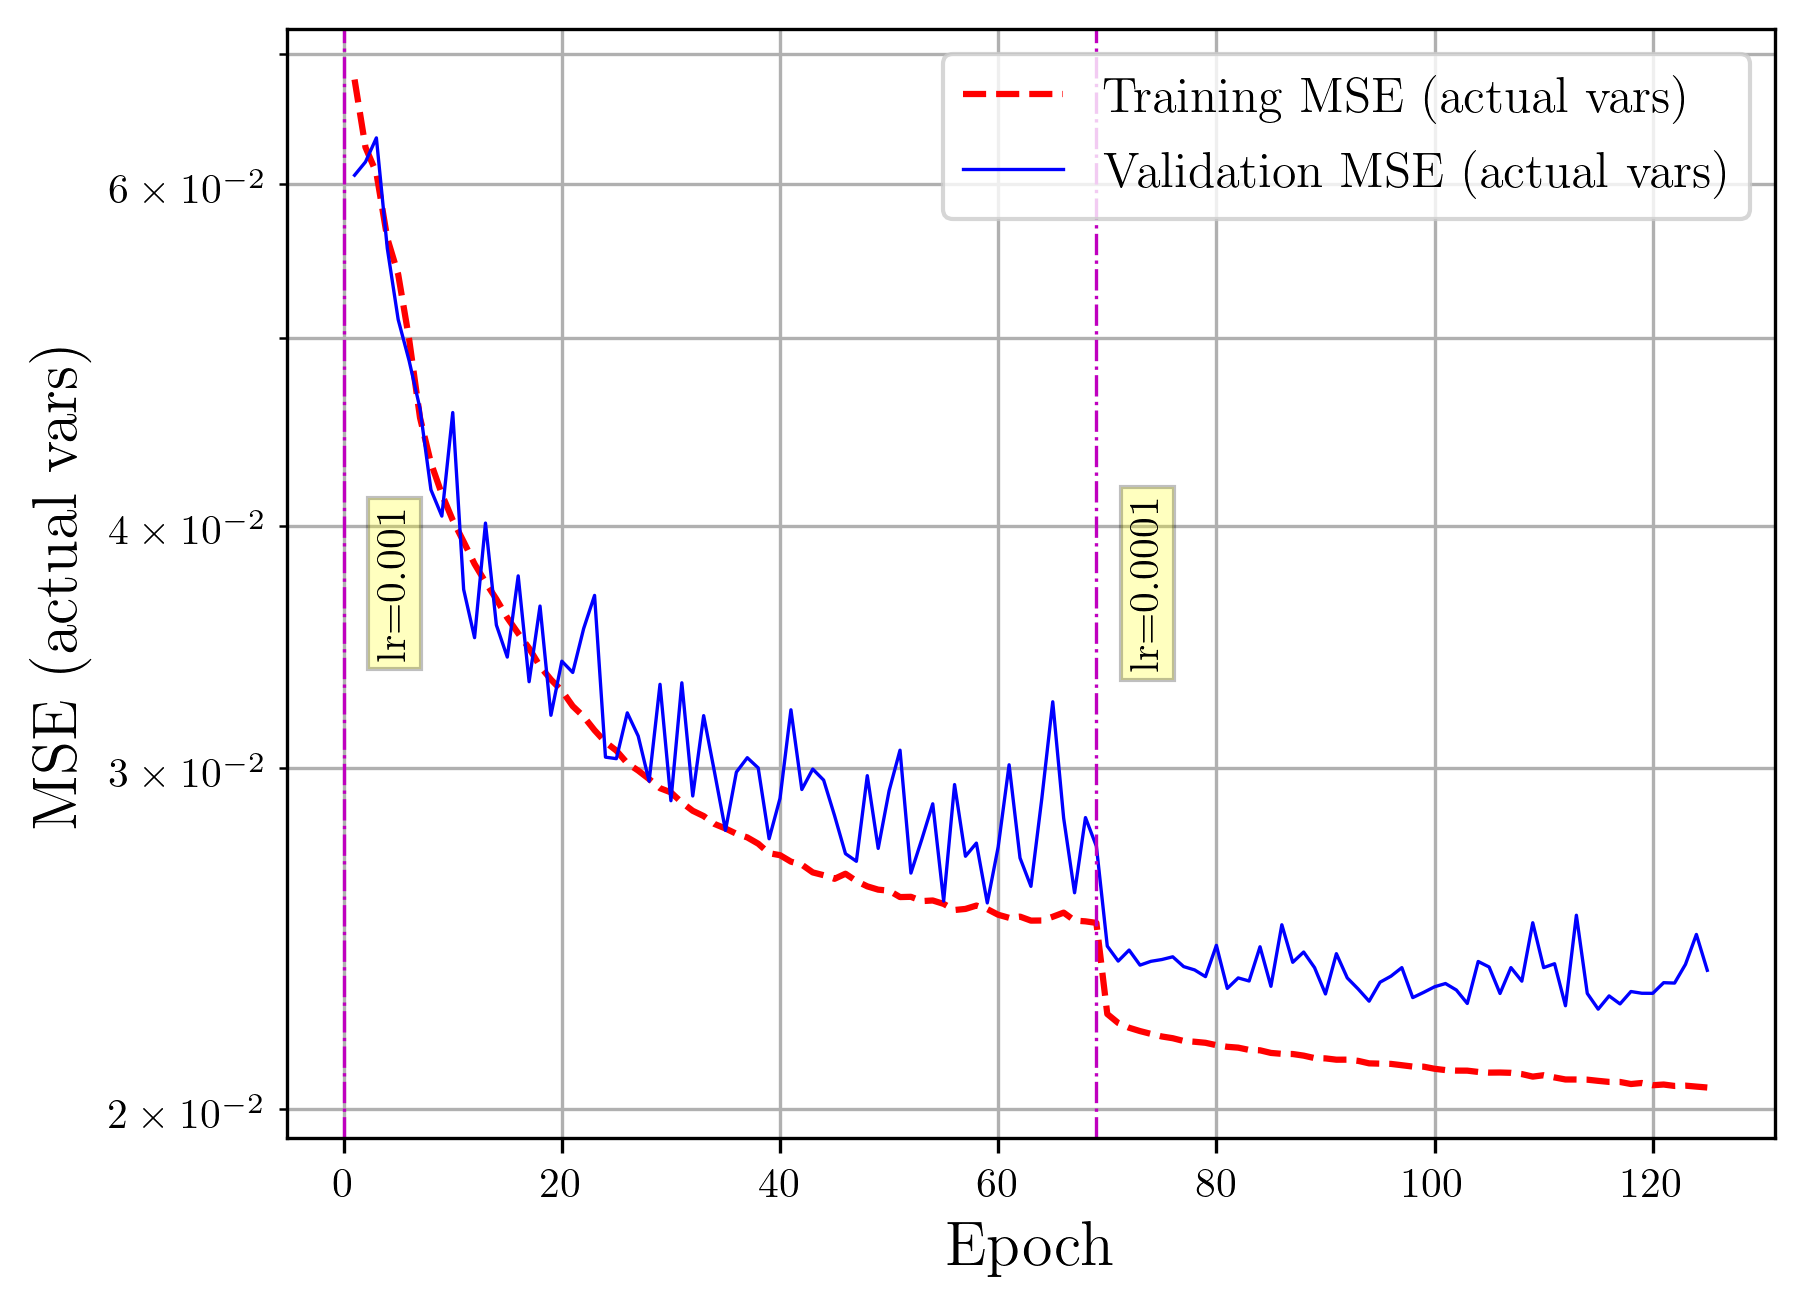 Training MSE (actual vars)
Validation MSE (actual vars)
6 × 10⁻²
4 × 10⁻²
3 × 10⁻²
2 × 10⁻²
MSE (actual vars)
lr=0.001
lr=0.0001
0 20 40 60 80 100 120
Epoch